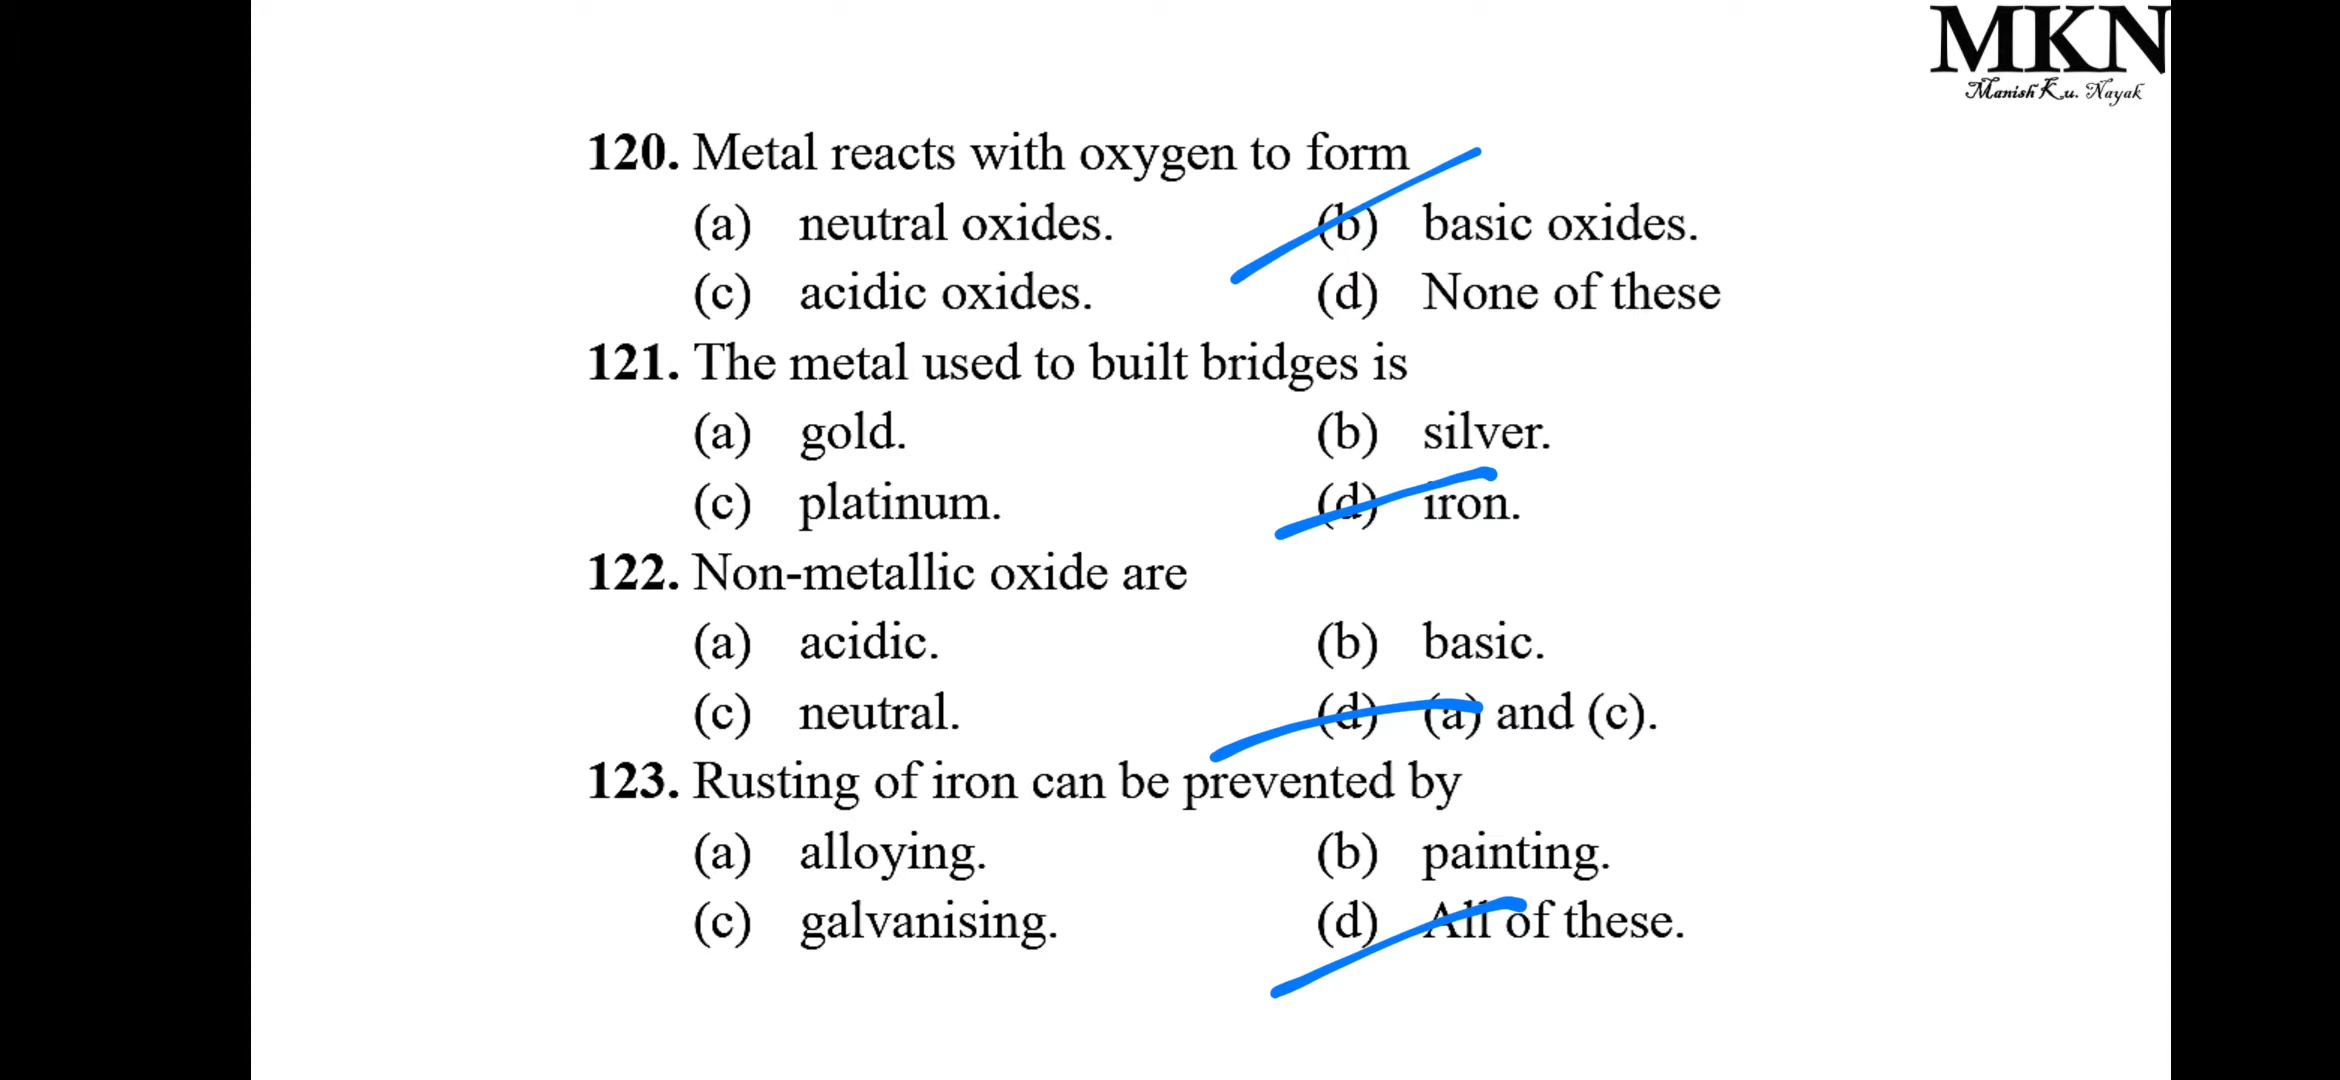 MKN
Manish Ku. Nayak
120. Metal reacts with oxygen to form
(a) neutral oxides. (b) basic oxides.
(c) acidic oxides. (d) None of these
121. The metal used to built bridges is
(a) gold. (b) silver.
(c) platinum. (d) iron.
122. Non-metallic oxide are
(a) acidic. (b) basic.
(c) neutral. (d) (a) and (c).
123. Rusting of iron can be prevented by
(a) alloying. (b) painting.
(c) galvanising. (d) All of these.